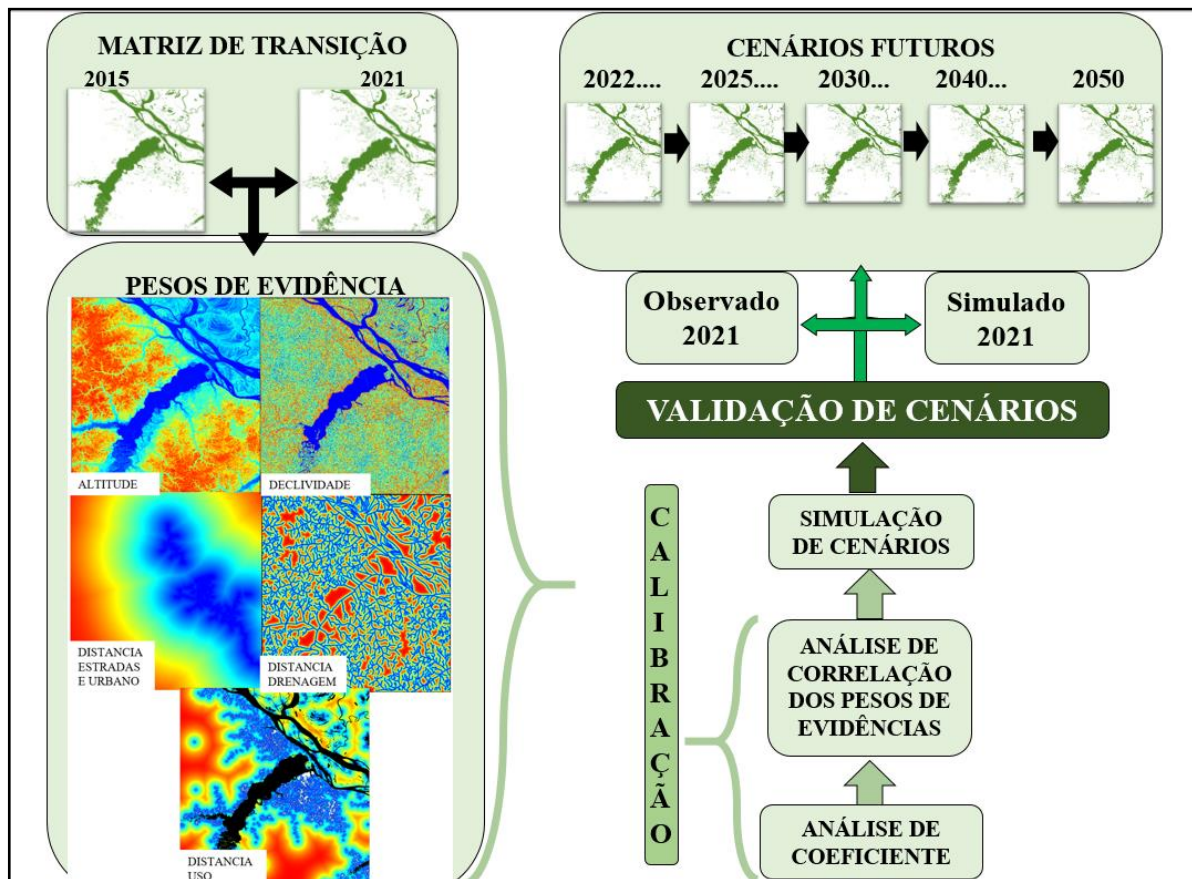 MATRIZ DE TRANSIÇÃO
2015
2021
PESOS DE EVIDÊNCIA
ALTITUDE
DECLIVIDADE
DISTANCIA
ESTRADAS
E URBANO
DISTANCIA
DRENAGEM
DISTANCIA
USO
CENÁRIOS FUTUROS
2022....
2025....
2030...
2040...
2050
Observado
2021
Simulado
2021
VALIDAÇÃO DE CENÁRIOS
SIMULAÇÃO
DE CENÁRIOS
C
A
L
I
B
R
A
Ç
Ã
O
ANÁLISE DE
CORRELAÇÃO
DOS PESOS DE
EVIDÊNCIAS
ANÁLISE DE
COEFICIENTE